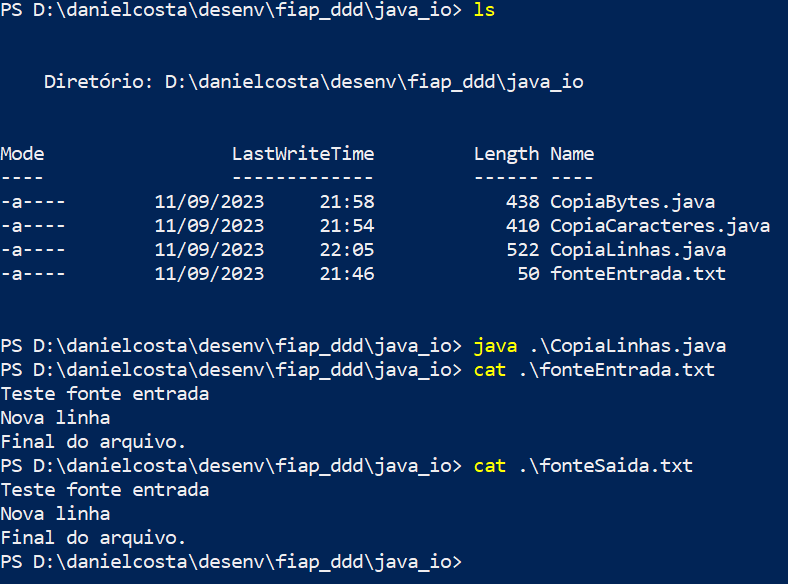 PS D:\danielcosta\desenv\fiap_ddd\java_io> ls
Diretório: D:\danielcosta\desenv\fiap_ddd\java_io
Mode                 LastWriteTime         Length Name
----                 -------------         ------ ----
-a----        11/09/2023     21:58            438 CopiaBytes.java
-a----        11/09/2023     21:54            410 CopiaCaracteres.java
-a----        11/09/2023     22:05            522 CopiaLinhas.java
-a----        11/09/2023     21:46             50 fonteEntrada.txt
PS D:\danielcosta\desenv\fiap_ddd\java_io> java .\CopiaLinhas.java
PS D:\danielcosta\desenv\fiap_ddd\java_io> cat .\fonteEntrada.txt
Teste fonte entrada
Nova linha
Final do arquivo.
PS D:\danielcosta\desenv\fiap_ddd\java_io> cat .\fonteSaida.txt
Teste fonte entrada
Nova linha
Final do arquivo.
PS D:\danielcosta\desenv\fiap_ddd\java_io>